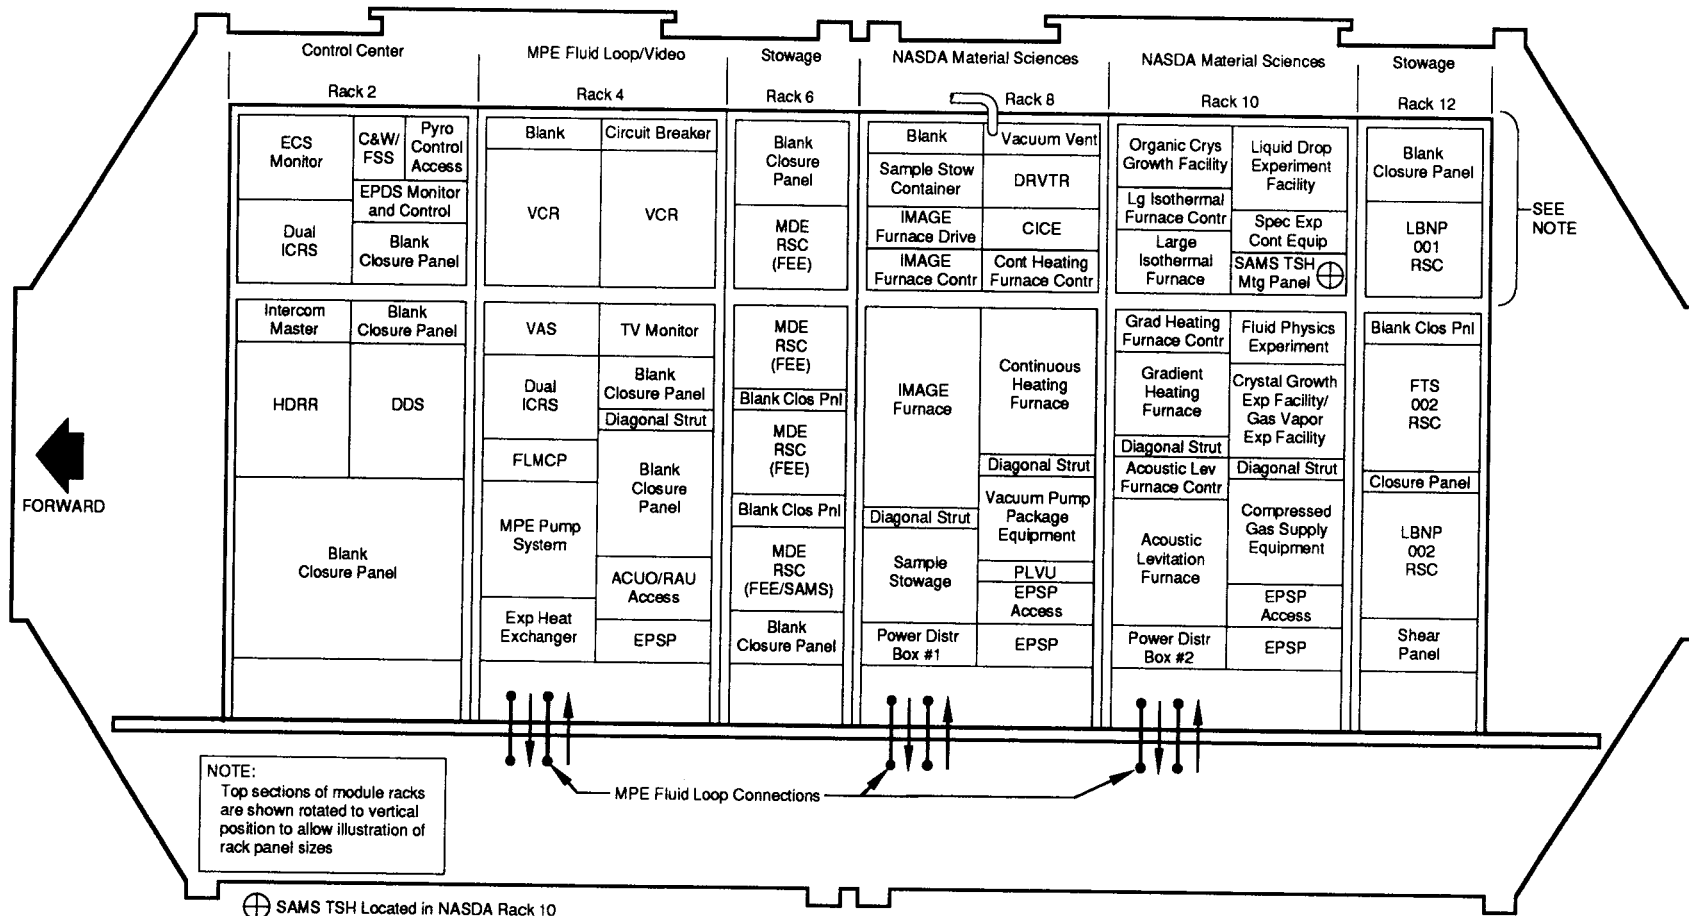 Control Center
Rack 2
ECS
Monitor
C&W/
FSS
Pyro
Control
Access
EPDS Monitor
and Control
Dual
ICRS
Blank
Closure Panel
Intercom
Master
Blank
Closure Panel
HDRR
DDS
Blank
Closure Panel
MPE Fluid Loop/Video
Rack 4
Blank
Circuit Breaker
VCR
VCR
VAS
TV Monitor
Dual
ICRS
Blank
Closure Panel
Diagonal Strut
FLMCP
Blank
Closure
Panel
MPE Pump
System
ACUO/RAU
Access
Exp Heat
Exchanger
EPSP
Stowage
Rack 6
Blank
Closure
Panel
MDE
RSC
(FEE)
MDE
RSC
(FEE)
Blank Clos Pnl
MDE
RSC
(FEE)
Blank Clos Pnl
MDE
RSC
(FEE/SAMS)
Blank
Closure Panel
NASDA Material Sciences
Rack 8
Blank
Vacuum Vent
Sample Stow
Container
DRVTR
IMAGE
Furnace Drive
CICE
IMAGE
Furnace Contr
Cont Heating
Furnace Contr
IMAGE
Furnace
Continuous
Heating
Furnace
Diagonal Strut
Vacuum Pump
Package
Equipment
Diagonal Strut
Sample
Stowage
PLVU
EPSP
Access
Power Distr
Box #1
EPSP
NASDA Material Sciences
Rack 10
Organic Crys
Growth Facility
Liquid Drop
Experiment
Facility
Lg Isothermal
Furnace Contr
Spec Exp
Cont Equip
Large
Isothermal
Furnace
SAMS TSH
Mtg Panel
Grad Heating
Furnace Contr
Fluid Physics
Experiment
Gradient
Heating
Furnace
Crystal Growth
Exp Facility/
Gas Vapor
Exp Facility
Diagonal Strut
Acoustic Lev
Furnace Contr
Diagonal Strut
Acoustic
Levitation
Furnace
Compressed
Gas Supply
Equipment
EPSP
Access
Power Distr
Box #2
EPSP
Stowage
Rack 12
Blank
Closure Panel
LBNP
001
RSC
Blank Clos Pnl
FTS
002
RSC
Closure Panel
LBNP
002
RSC
Shear
Panel
SEE
NOTE
FORWARD
MPE Fluid Loop Connections
NOTE:
Top sections of module racks
are shown rotated to vertical
position to allow illustration of
rack panel sizes
SAMS TSH Located in NASDA Rack 10